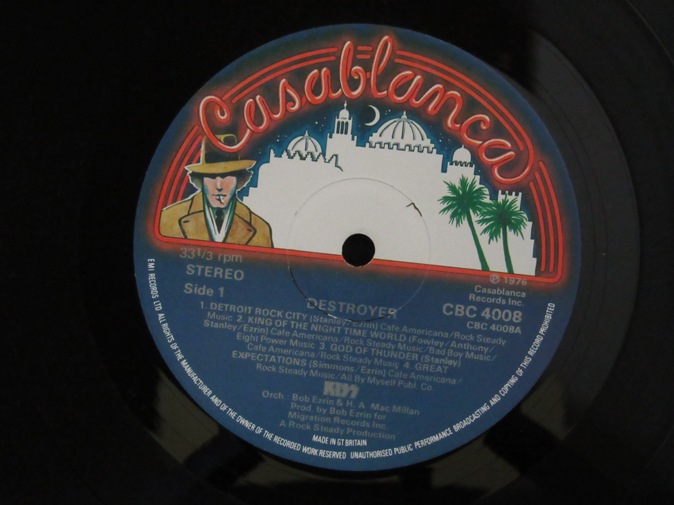 Casablanca
33 1/3 rpm
STEREO
Side 1
℗ 1976
Casablanca
Records Inc.
DESTROYER
CBC 4008
CBC 4008A
1. DETROIT ROCK CITY (Stanley/Ezrin) Cafe Americana/Rock Steady
Music 2. KING OF THE NIGHT TIME WORLD (Fowley/Anthony/
Stanley/Ezrin) Cafe Americana/Rock Steady Music/Bad Boy Music/
Eight Power Music 3. GOD OF THUNDER (Stanley)
Cafe Americana/Rock Steady Music 4. GREAT
EXPECTATIONS (Simmons/Ezrin) Cafe Americana/
Rock Steady Music/All By Myself Publ. Co.
KISS
Orch : Bob Ezrin & H. A. Mac Millan
Prod. by Bob Ezrin for
Migration Records Inc.
A Rock Steady Production
MADE IN GT BRITAIN
EMI RECORDS LTD ALL RIGHTS OF THE MANUFACTURER AND OF THE OWNER OF THE RECORDED WORK RESERVED UNAUTHORISED PUBLIC PERFORMANCE BROADCASTING AND COPYING OF THIS RECORD PROHIBITED